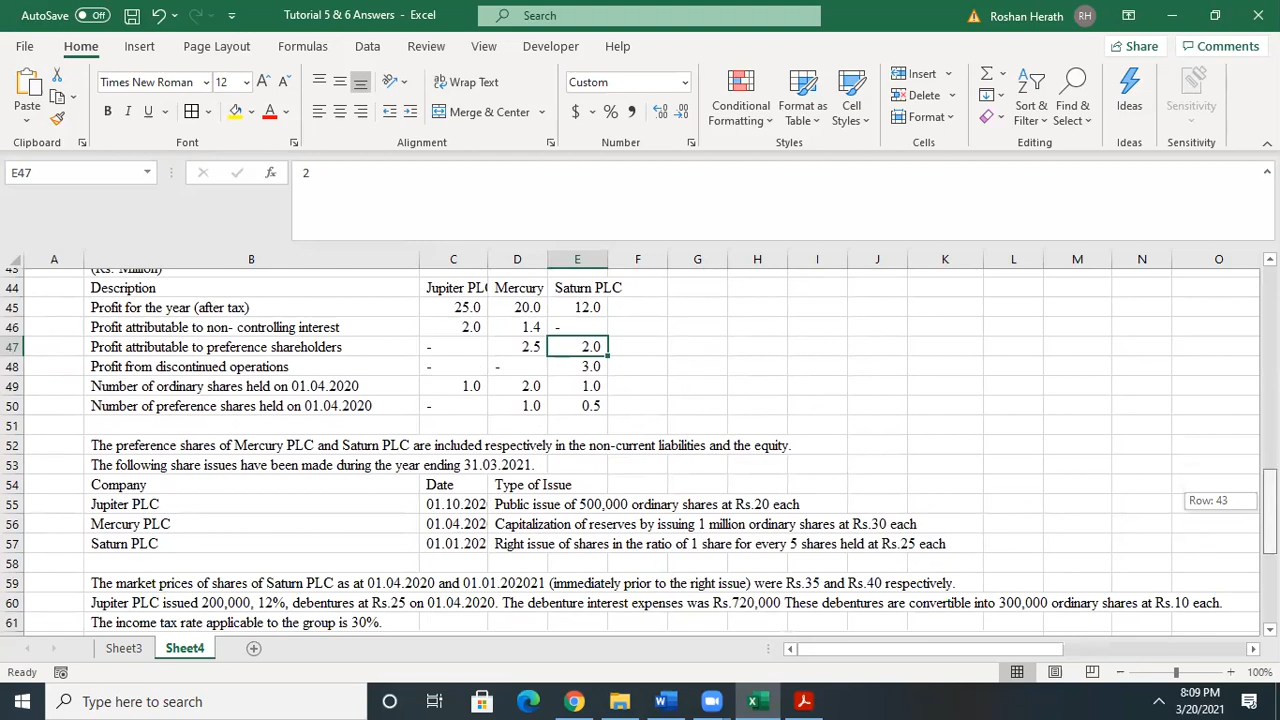 AutoSave Off Tutorial 5 & 6 Answers - Excel Search Roshan Herath RH
File Home Insert Page Layout Formulas Data Review View Developer Help Share Comments
Times New Roman 12 Wrap Text Custom Insert
Paste B I U Merge & Center $ % Conditional Formatting Format as Table Cell Styles Delete Format Sort & Filter Find & Select Ideas Sensitivity
Clipboard Font Alignment Number Styles Cells Editing Ideas Sensitivity
E47 fx 2
A B C D E F G H I J K L M N O
43 (Rs. Million)
44 Description Jupiter PLC Mercury Saturn PLC
45 Profit for the year (after tax) 25.0 20.0 12.0
46 Profit attributable to non- controlling interest 2.0 1.4 -
47 Profit attributable to preference shareholders - 2.5 2.0
48 Profit from discontinued operations - - 3.0
49 Number of ordinary shares held on 01.04.2020 1.0 2.0 1.0
50 Number of preference shares held on 01.04.2020 - 1.0 0.5
51
52 The preference shares of Mercury PLC and Saturn PLC are included respectively in the non-current liabilities and the equity.
53 The following share issues have been made during the year ending 31.03.2021.
54 Company Date Type of Issue
55 Jupiter PLC 01.10.202 Public issue of 500,000 ordinary shares at Rs.20 each Row: 43
56 Mercury PLC 01.04.202 Capitalization of reserves by issuing 1 million ordinary shares at Rs.30 each
57 Saturn PLC 01.01.202 Right issue of shares in the ratio of 1 share for every 5 shares held at Rs.25 each
58
59 The market prices of shares of Saturn PLC as at 01.04.2020 and 01.01.202021 (immediately prior to the right issue) were Rs.35 and Rs.40 respectively.
60 Jupiter PLC issued 200,000, 12%, debentures at Rs.25 on 01.04.2020. The debenture interest expenses was Rs.720,000 These debentures are convertible into 300,000 ordinary shares at Rs.10 each.
61 The income tax rate applicable to the group is 30%.
Sheet3 Sheet4
Ready 100%
Type here to search 8:09 PM
3/20/2021